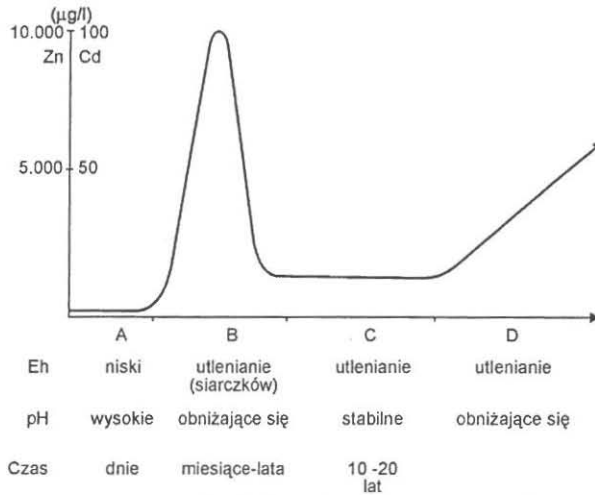 (µg/l)
10.000 100
Zn Cd
5.000 50
A B C D
Eh niski utlenianie (siarczków) utlenianie utlenianie
pH wysokie obniżające się stabilne obniżające się
Czas dnie miesiące-lata 10 -20 lat